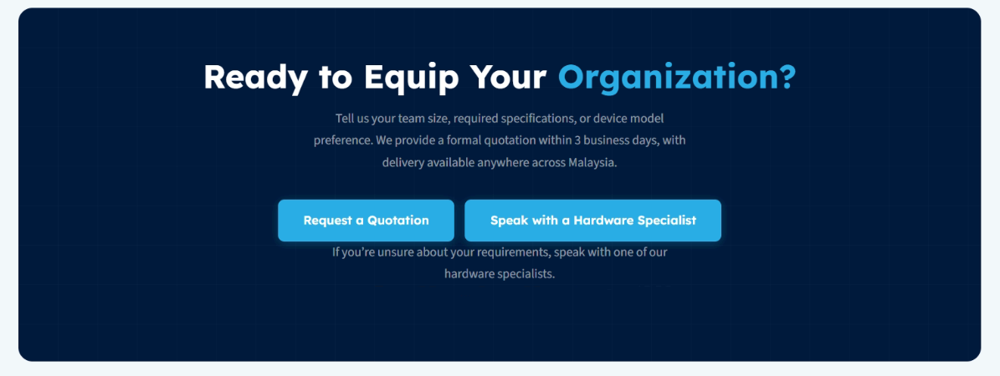 Ready to Equip Your Organization?
Tell us your team size, required specifications, or device model
preference. We provide a formal quotation within 3 business days, with
delivery available anywhere across Malaysia.
Request a Quotation
Speak with a Hardware Specialist
If you’re unsure about your requirements, speak with one of our
hardware specialists.